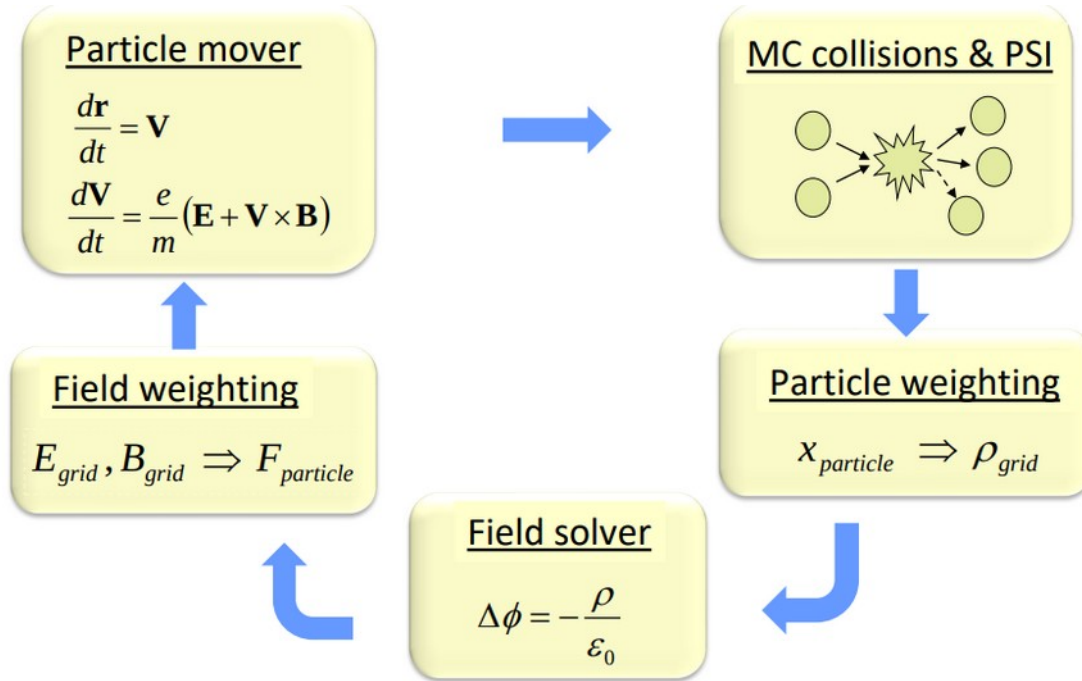 Particle mover
d𝐫/dt = 𝐕
d𝐕/dt = e/m (𝐄 + 𝐕 × 𝐁)
MC collisions & PSI
Particle weighting
x_particle ⇒ ρ_grid
Field solver
Δϕ = −ρ/ε₀
Field weighting
E_grid, B_grid ⇒ F_particle